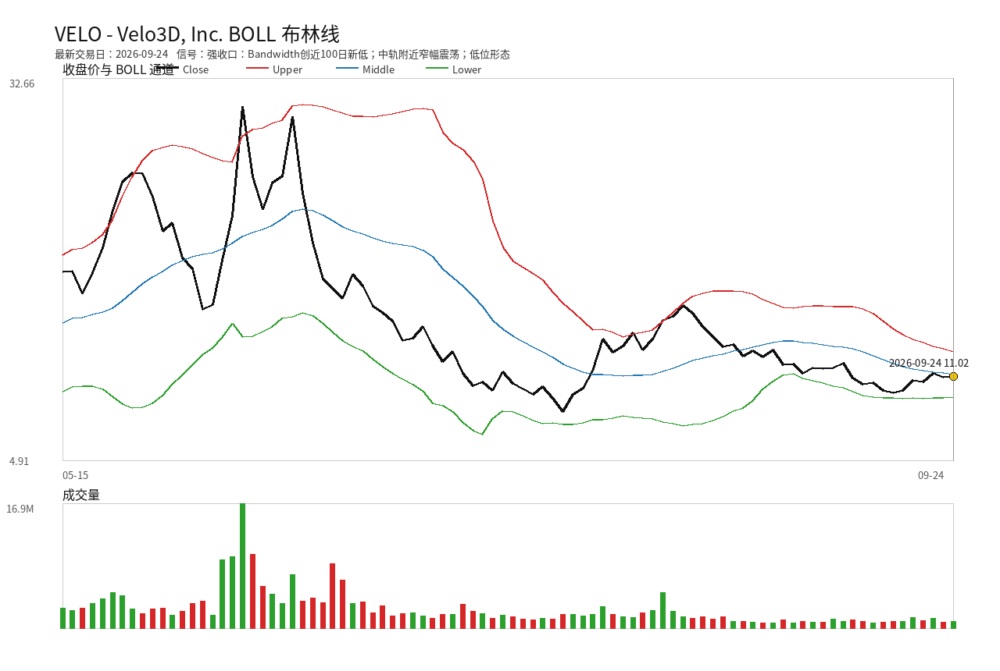 VELO - Velo3D, Inc. BOLL 布林线
最新交易日：2026-09-24 信号：强收口：Bandwidth创近100日新低；中轨附近窄幅震荡；低位形态
收盘价与 BOLL 通道 Close Upper Middle Lower
32.66
2026-09-24 11.02
4.91
05-15 09-24
成交量
16.9M